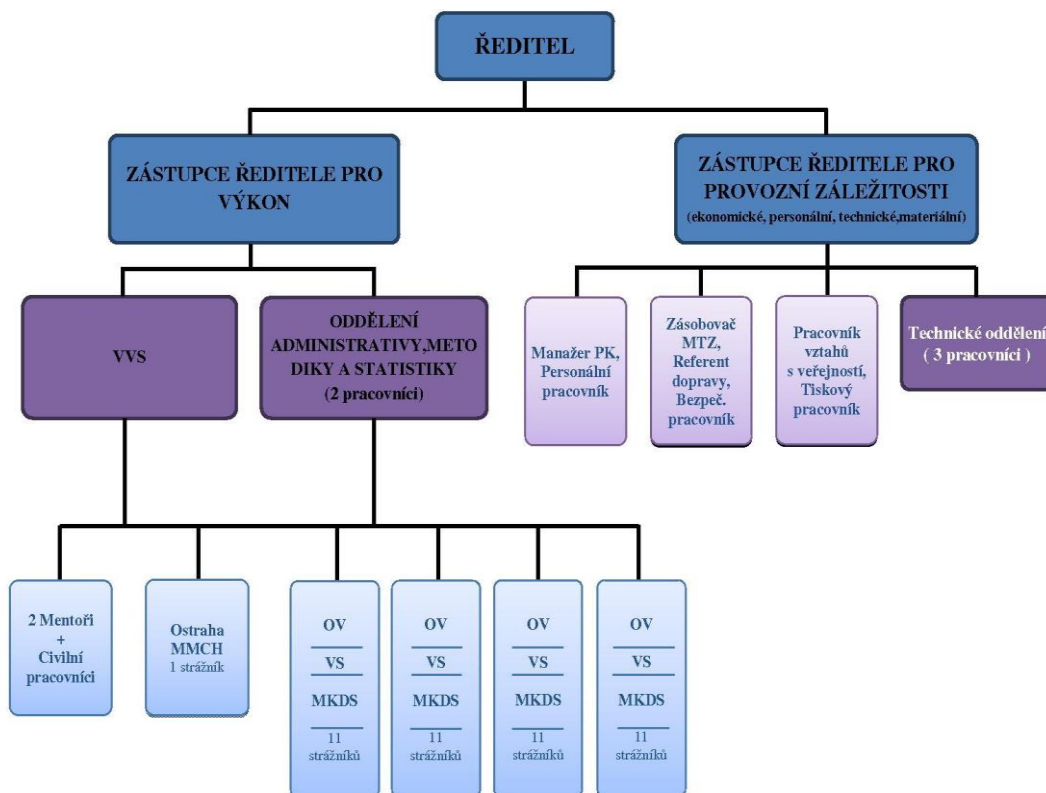 ŘEDITEL
ZÁSTUPCE ŘEDITELE PRO
VÝKON
ZÁSTUPCE ŘEDITELE PRO
PROVOZNÍ ZÁLEŽITOSTI
(ekonomické, personální, technické,materiální)
VVS
ODDĚLENÍ
ADMINISTRATIVY,METO
DIKY A STATISTIKY
(2 pracovníci)
Manažer PK,
Personální
pracovník
Zásobovač
MTZ,
Referent
dopravy,
Bezpeč.
pracovník
Pracovník
vztahů
s veřejností,
Tiskový
pracovník
Technické oddělení
( 3 pracovníci )
2 Mentoři
+
Civilní
pracovníci
Ostraha
MMCH
1 strážník
OV
VS
MKDS
11
strážníků
OV
VS
MKDS
11
strážníků
OV
VS
MKDS
11
strážníků
OV
VS
MKDS
11
strážníků